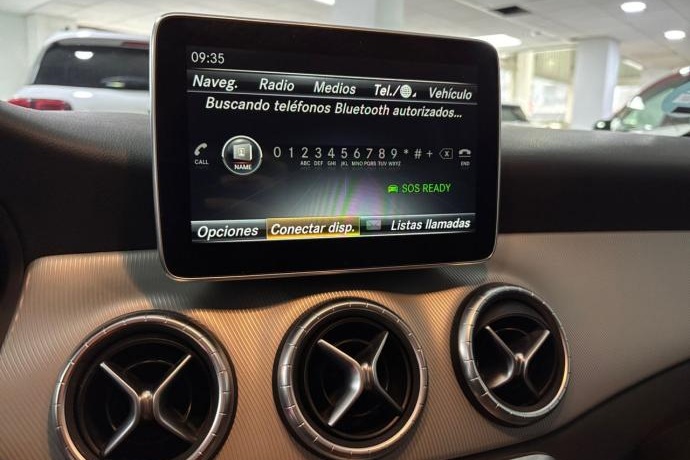 09:35
Naveg. Radio Medios Tel./ Vehículo
Buscando teléfonos Bluetooth autorizados...
CALL NAME 0 1 2 3 4 5 6 7 8 9 * # + END
ABC DEF GHI JKL MNO PQRS TUV WXYZ
SOS READY
Opciones Conectar disp. Listas llamadas